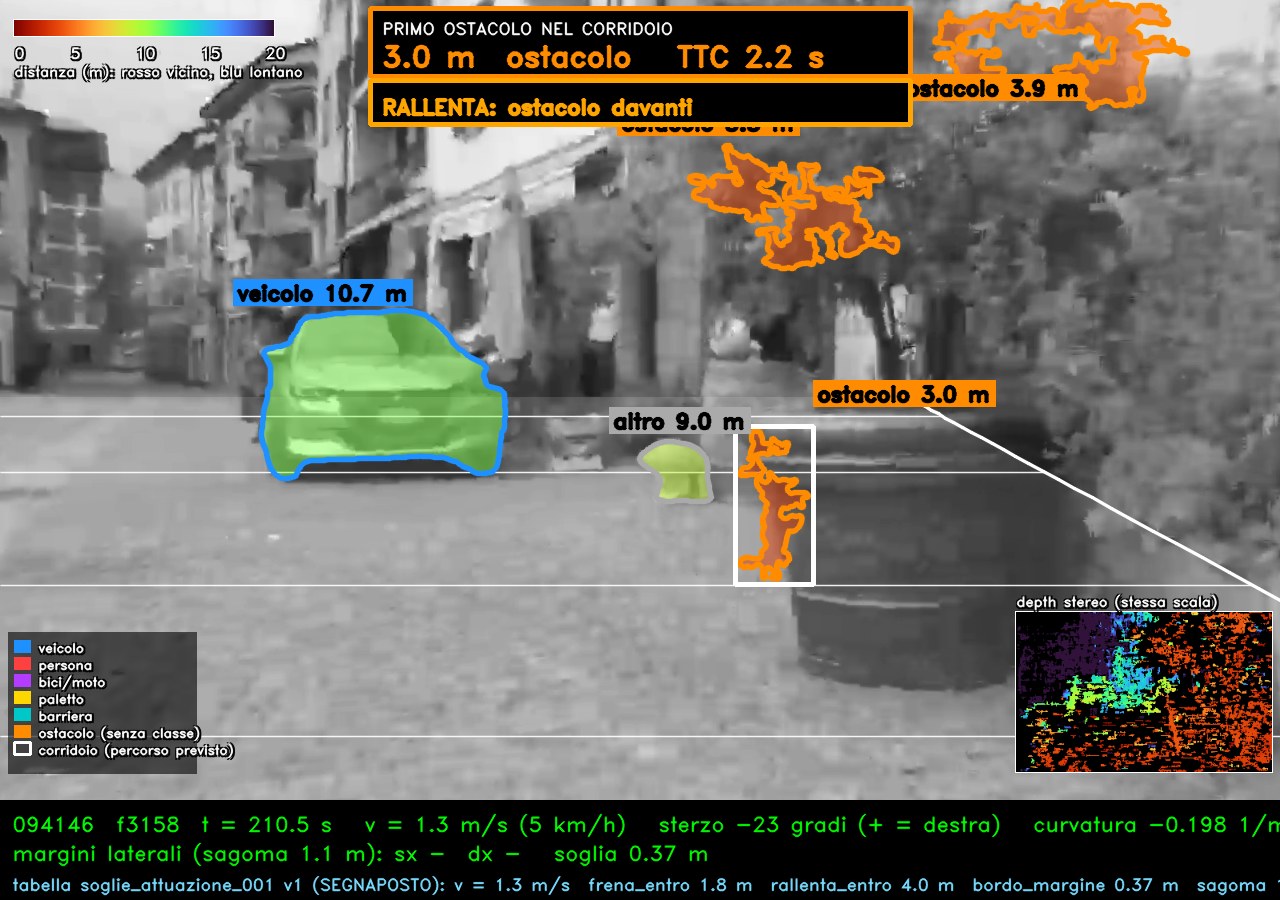 0 5 10 15 20
distanza (m): rosso vicino, blu lontano
PRIMO OSTACOLO NEL CORRIDOIO
3.0 m ostacolo TTC 2.2 s
RALLENTA: ostacolo davanti
ostacolo 3.9 m
ostacolo
veicolo 10.7 m
ostacolo 3.0 m
altro 9.0 m
depth stereo (stessa scala)
veicolo
persona
bici/moto
paletto
barriera
ostacolo (senza classe)
corridoio (percorso previsto)
094146 f3158 t = 210.5 s v = 1.3 m/s (5 km/h) sterzo −23 gradi (+ = destra) curvatura −0.198
margini laterali (sagoma 1.1 m): sx − dx − soglia 0.37 m
tabella soglie_attuazione_001 v1 (SEGNAPOSTO): v = 1.3 m/s frena_entro 1.8 m rallenta_entro 4.0 m bordo_margine 0.37 m sagoma